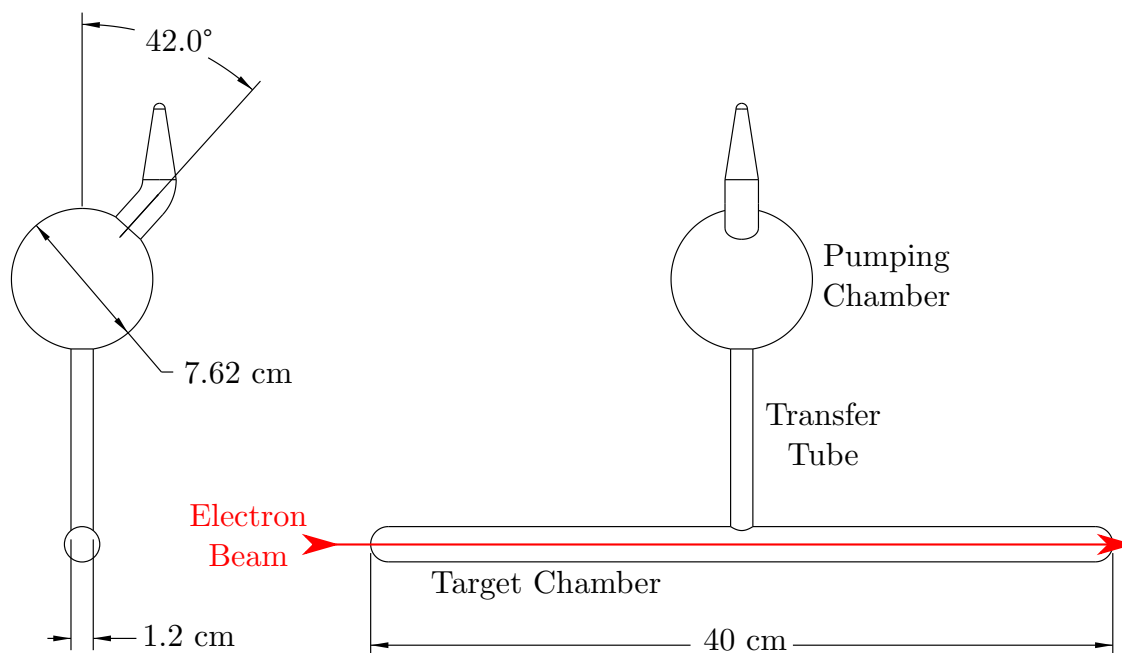 42.0°
Pumping
Chamber
7.62 cm
Transfer
Tube
Electron
Beam
Target Chamber
1.2 cm
40 cm